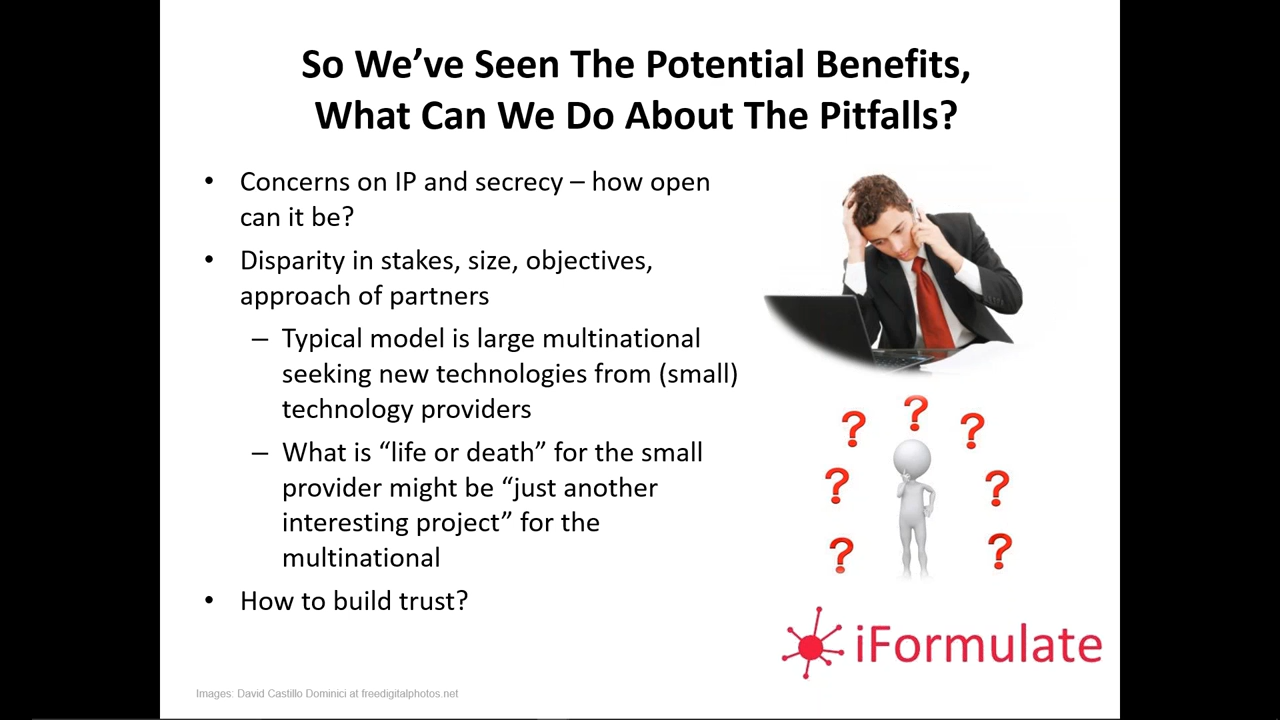 So We’ve Seen The Potential Benefits,
What Can We Do About The Pitfalls?
• Concerns on IP and secrecy – how open
can it be?
• Disparity in stakes, size, objectives,
approach of partners
– Typical model is large multinational
seeking new technologies from (small)
technology providers
– What is “life or death” for the small
provider might be “just another
interesting project” for the
multinational
• How to build trust?
? ? ? ? ? ? ?
iFormulate
Images: David Castillo Dominici at freedigitalphotos.net